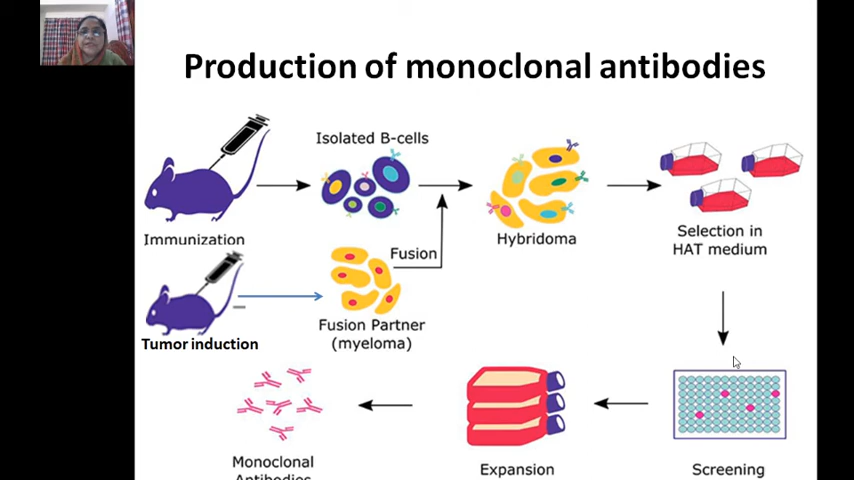 Production of monoclonal antibodies
Isolated B-cells
Immunization
Fusion
Hybridoma
Selection in
HAT medium
Tumor induction
Fusion Partner
(myeloma)
Monoclonal
Antibodies
Expansion
Screening